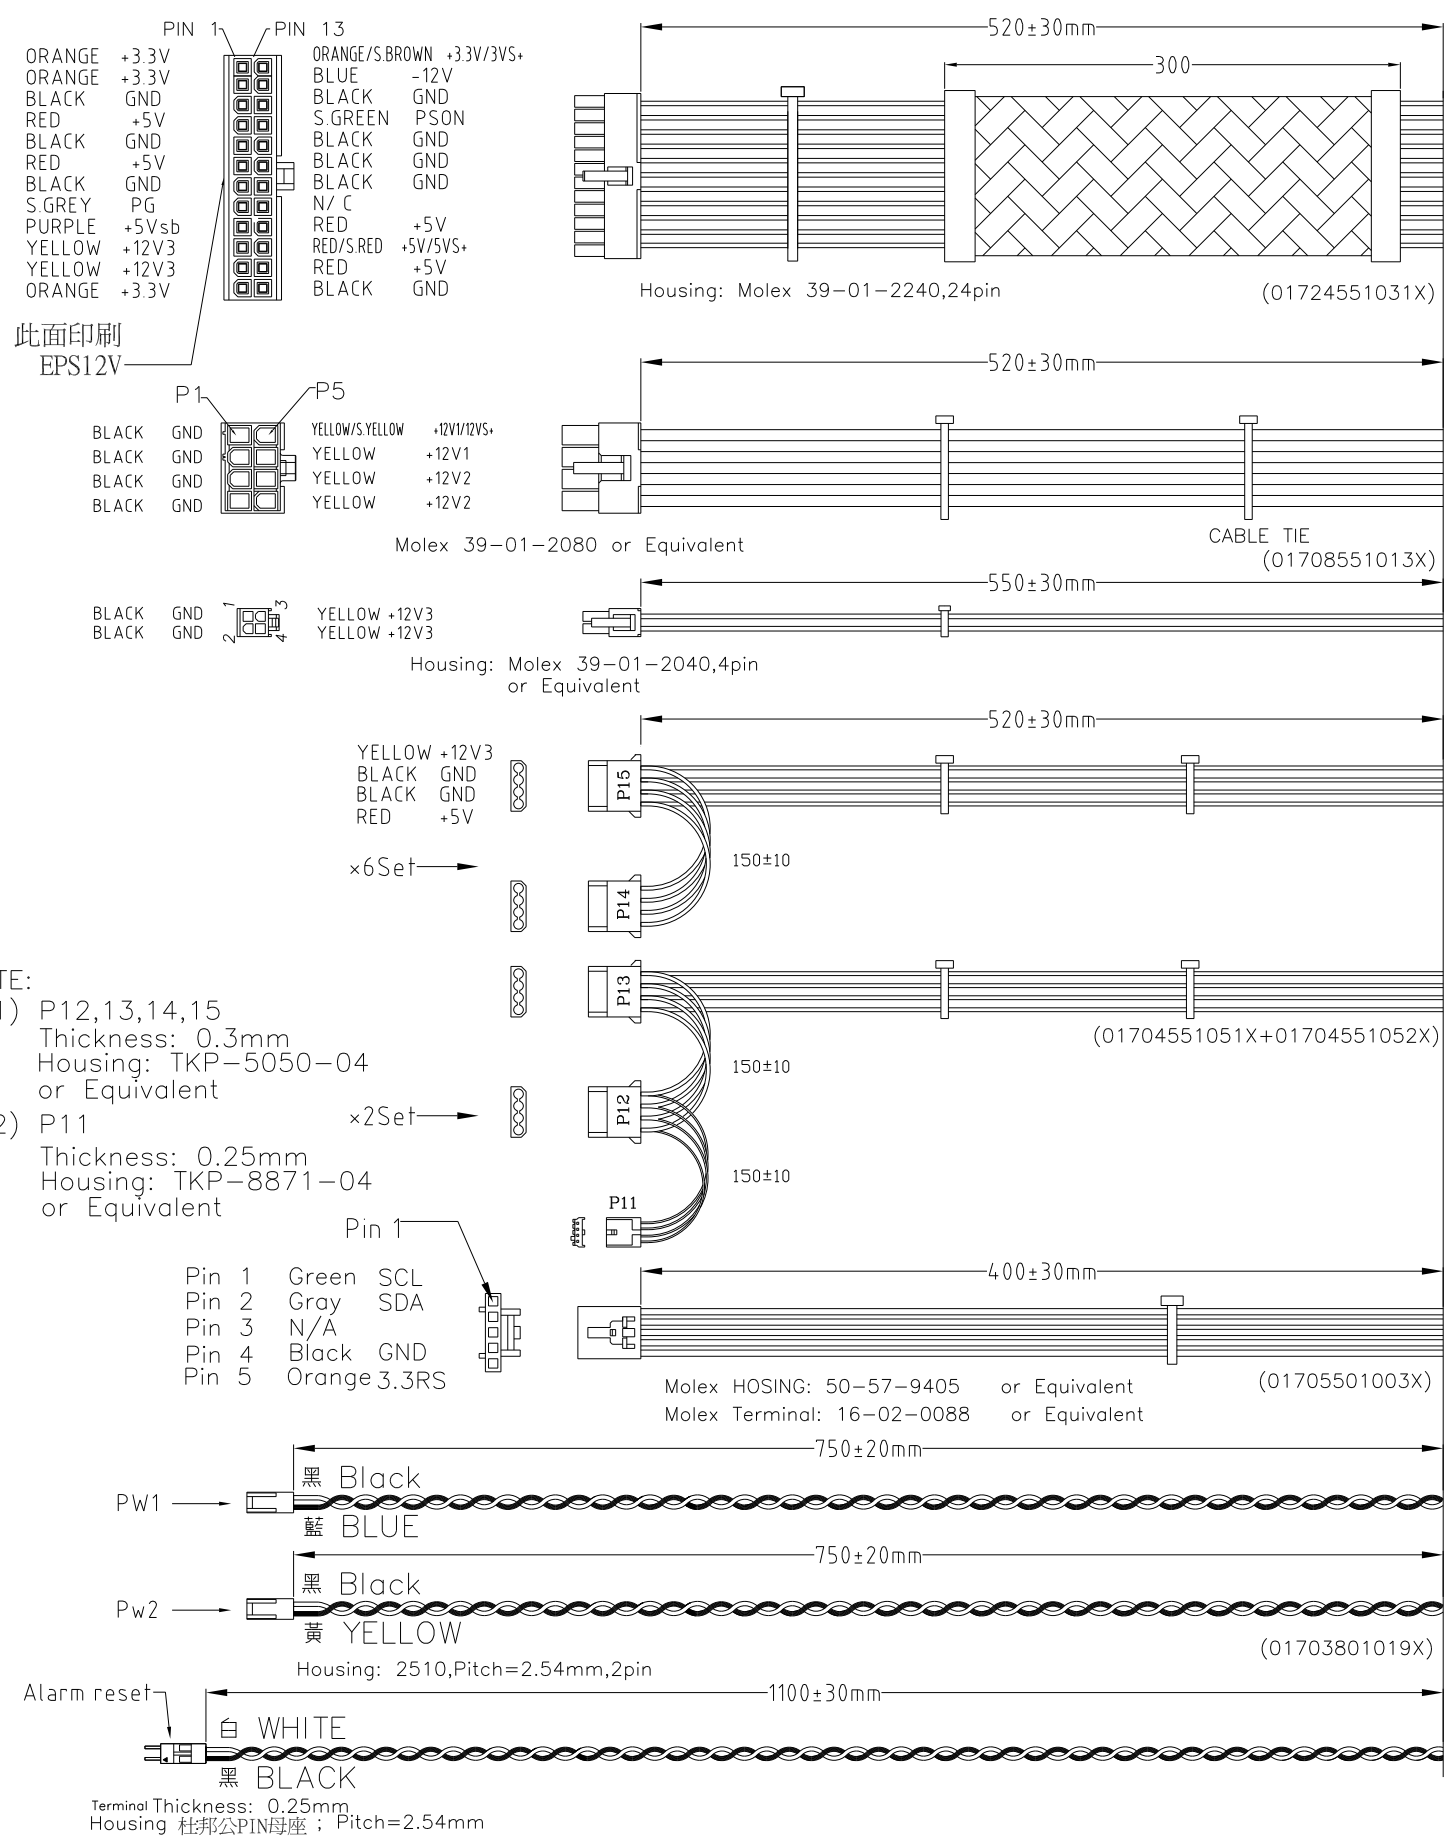 PIN 1 PIN 13
520±30mm
300
ORANGE +3.3V ORANGE/S.BROWN +3.3V/3VS+
ORANGE +3.3V BLUE -12V
BLACK GND BLACK GND
RED +5V S.GREEN PSON
BLACK GND BLACK GND
RED +5V BLACK GND
BLACK GND BLACK GND
S.GREY PG N/C
PURPLE +5Vsb RED +5V
YELLOW +12V3 RED/S.RED +5V/5VS+
YELLOW +12V3 RED +5V
ORANGE +3.3V BLACK GND
Housing: Molex 39-01-2240,24pin (01724551031X)
此面印刷
EPS12V
520±30mm
P1 P5
BLACK GND YELLOW/S.YELLOW +12V1/12VS+
BLACK GND YELLOW +12V1
BLACK GND YELLOW +12V2
BLACK GND YELLOW +12V2
CABLE TIE
Molex 39-01-2080 or Equivalent
(01708551013X)
550±30mm
1 3
BLACK GND YELLOW +12V3
BLACK GND YELLOW +12V3
2 4
Housing: Molex 39-01-2040,4pin
or Equivalent
520±30mm
YELLOW +12V3
BLACK GND
BLACK GND
RED +5V
P15
150±10
×6Set
P14
P13
TE:
1) P12,13,14,15
Thickness: 0.3mm
Housing: TKP-5050-04
or Equivalent
(01704551051X+01704551052X)
150±10
×2Set
P12
2) P11
Thickness: 0.25mm
Housing: TKP-8871-04
or Equivalent
150±10
P11
Pin 1
400±30mm
Pin 1 Green SCL
Pin 2 Gray SDA
Pin 3 N/A
Pin 4 Black GND
Pin 5 Orange 3.3RS
Molex HOSING: 50-57-9405 or Equivalent
(01705501003X)
Molex Terminal: 16-02-0088 or Equivalent
750±20mm
黑 Black
PW1
藍 BLUE
750±20mm
黑 Black
Pw2
黃 YELLOW
(01703801019X)
Housing: 2510,Pitch=2.54mm,2pin
Alarm reset
1100±30mm
白 WHITE
黑 BLACK
Terminal Thickness: 0.25mm
Housing 杜邦公PIN母座 ; Pitch=2.54mm